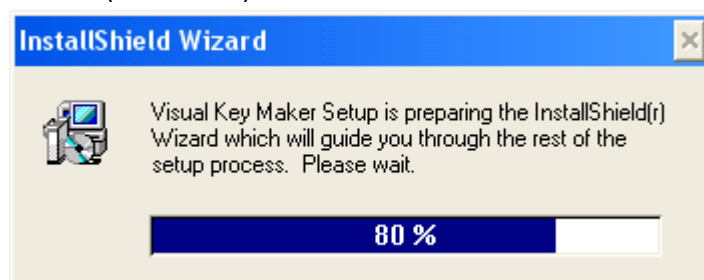 InstallShield Wizard
Visual Key Maker Setup is preparing the InstallShield(r)
Wizard which will guide you through the rest of the
setup process.  Please wait.
80 %